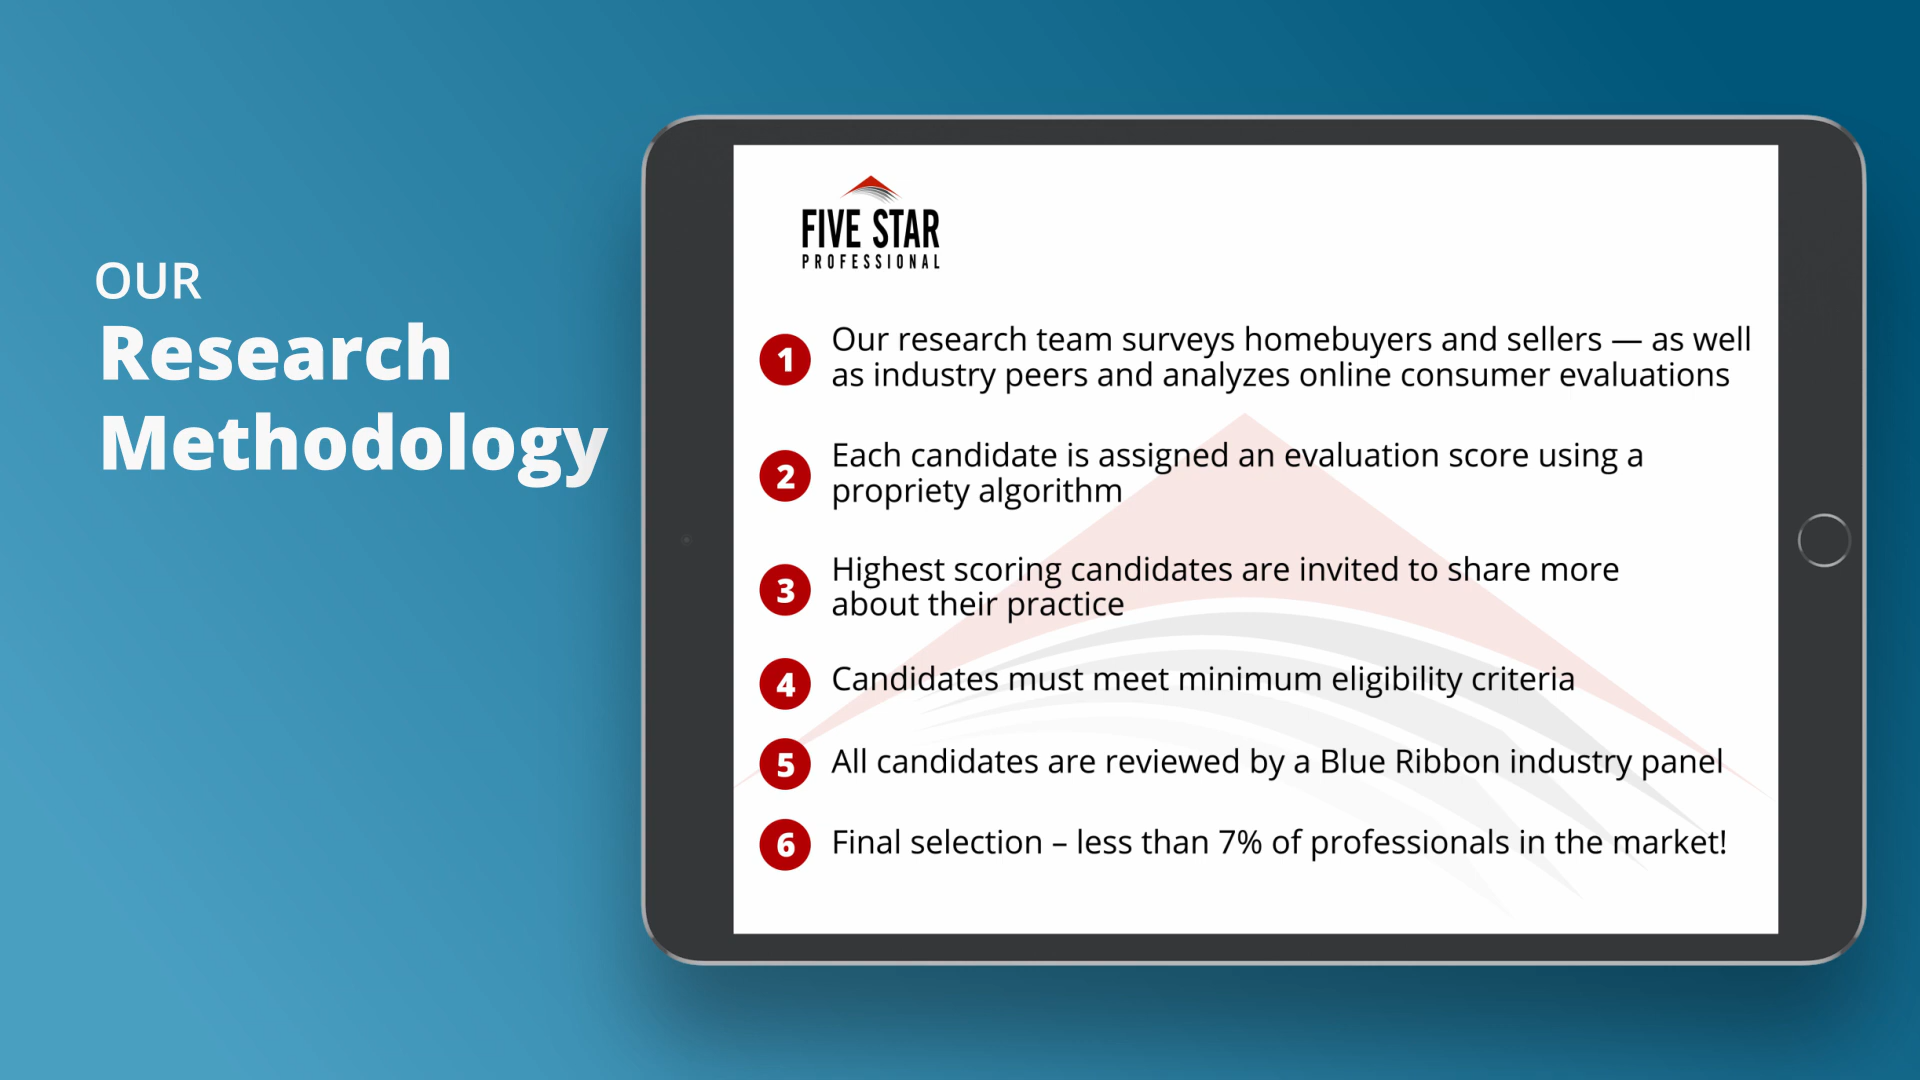 OUR
Research
Methodology
FIVE STAR
PROFESSIONAL
1 Our research team surveys homebuyers and sellers — as well
as industry peers and analyzes online consumer evaluations
2 Each candidate is assigned an evaluation score using a
propriety algorithm
3 Highest scoring candidates are invited to share more
about their practice
4 Candidates must meet minimum eligibility criteria
5 All candidates are reviewed by a Blue Ribbon industry panel
6 Final selection – less than 7% of professionals in the market!